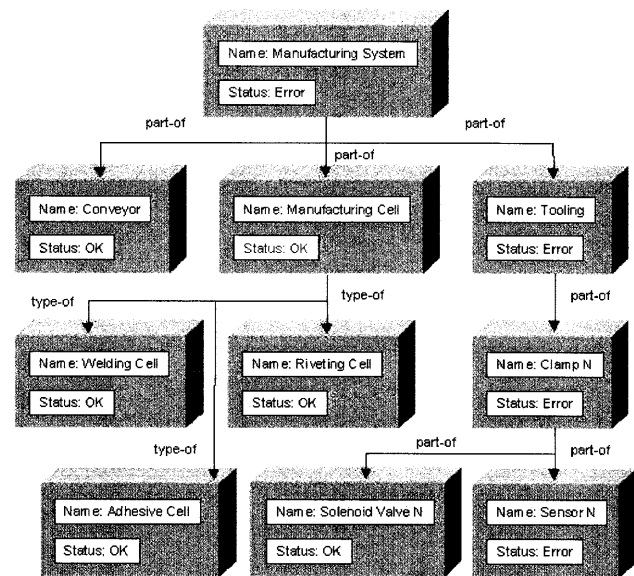 Name: Manufacturing System
Status: Error
part-of
part-of
part-of
Name: Conveyor
Status: OK
Name: Manufacturing Cell
Status: OK
Name: Tooling
Status: Error
type-of
type-of
part-of
Name: Welding Cell
Status: OK
Name: Riveting Cell
Status: OK
Name: Clamp N
Status: Error
type-of
part-of
part-of
Name: Adhesive Cell
Status: OK
Name: Solenoid Valve N
Status: OK
Name: Sensor N
Status: Error